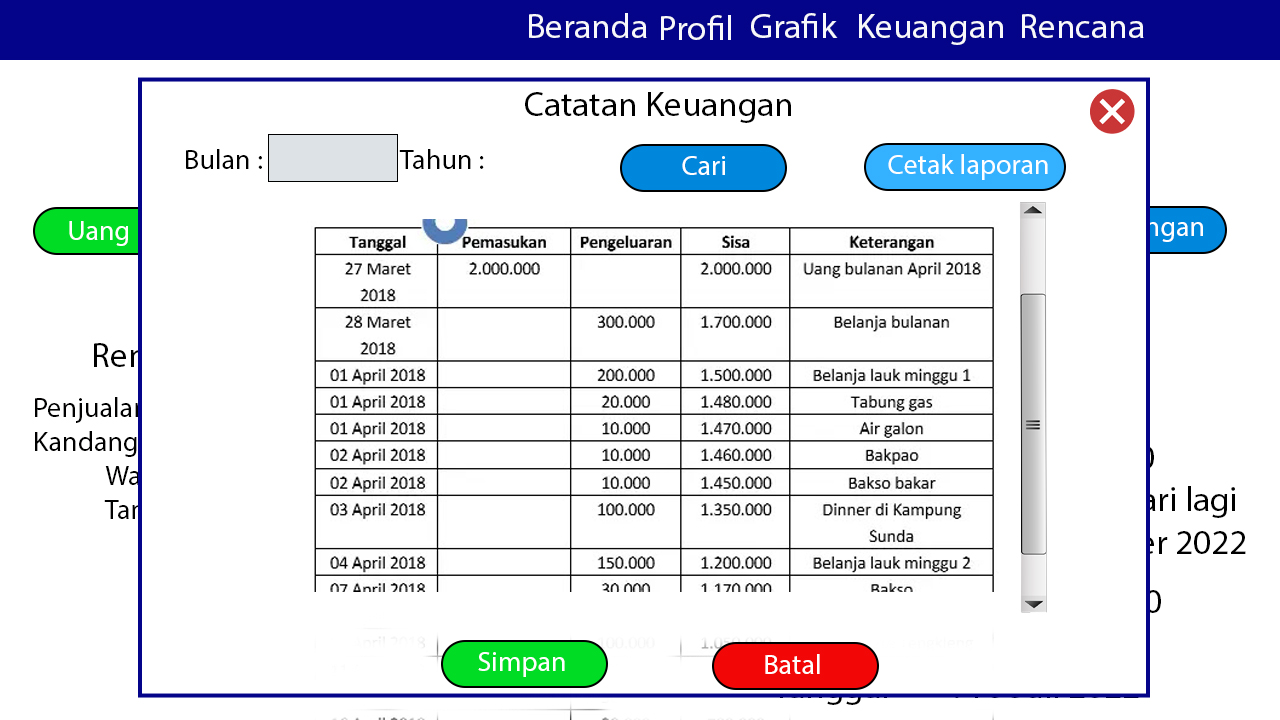 Beranda Profil Grafik Keuangan Rencana
Catatan Keuangan
Bulan : Tahun : Cari Cetak laporan
Uang ngan
Tanggal Pemasukan Pengeluaran Sisa Keterangan
27 Maret 2.000.000 2.000.000 Uang bulanan April 2018
2018
28 Maret 300.000 1.700.000 Belanja bulanan
2018
01 April 2018 200.000 1.500.000 Belanja lauk minggu 1
01 April 2018 20.000 1.480.000 Tabung gas
01 April 2018 10.000 1.470.000 Air galon
02 April 2018 10.000 1.460.000 Bakpao
02 April 2018 10.000 1.450.000 Bakso bakar
03 April 2018 100.000 1.350.000 Dinner di Kampung
Sunda
04 April 2018 150.000 1.200.000 Belanja lauk minggu 2
07 April 2018 30.000 1.170.000 Bakso
Ren
Penjualan
Kandang
Wa
Tan
0
ari lagi
er 2022
0
Simpan Batal